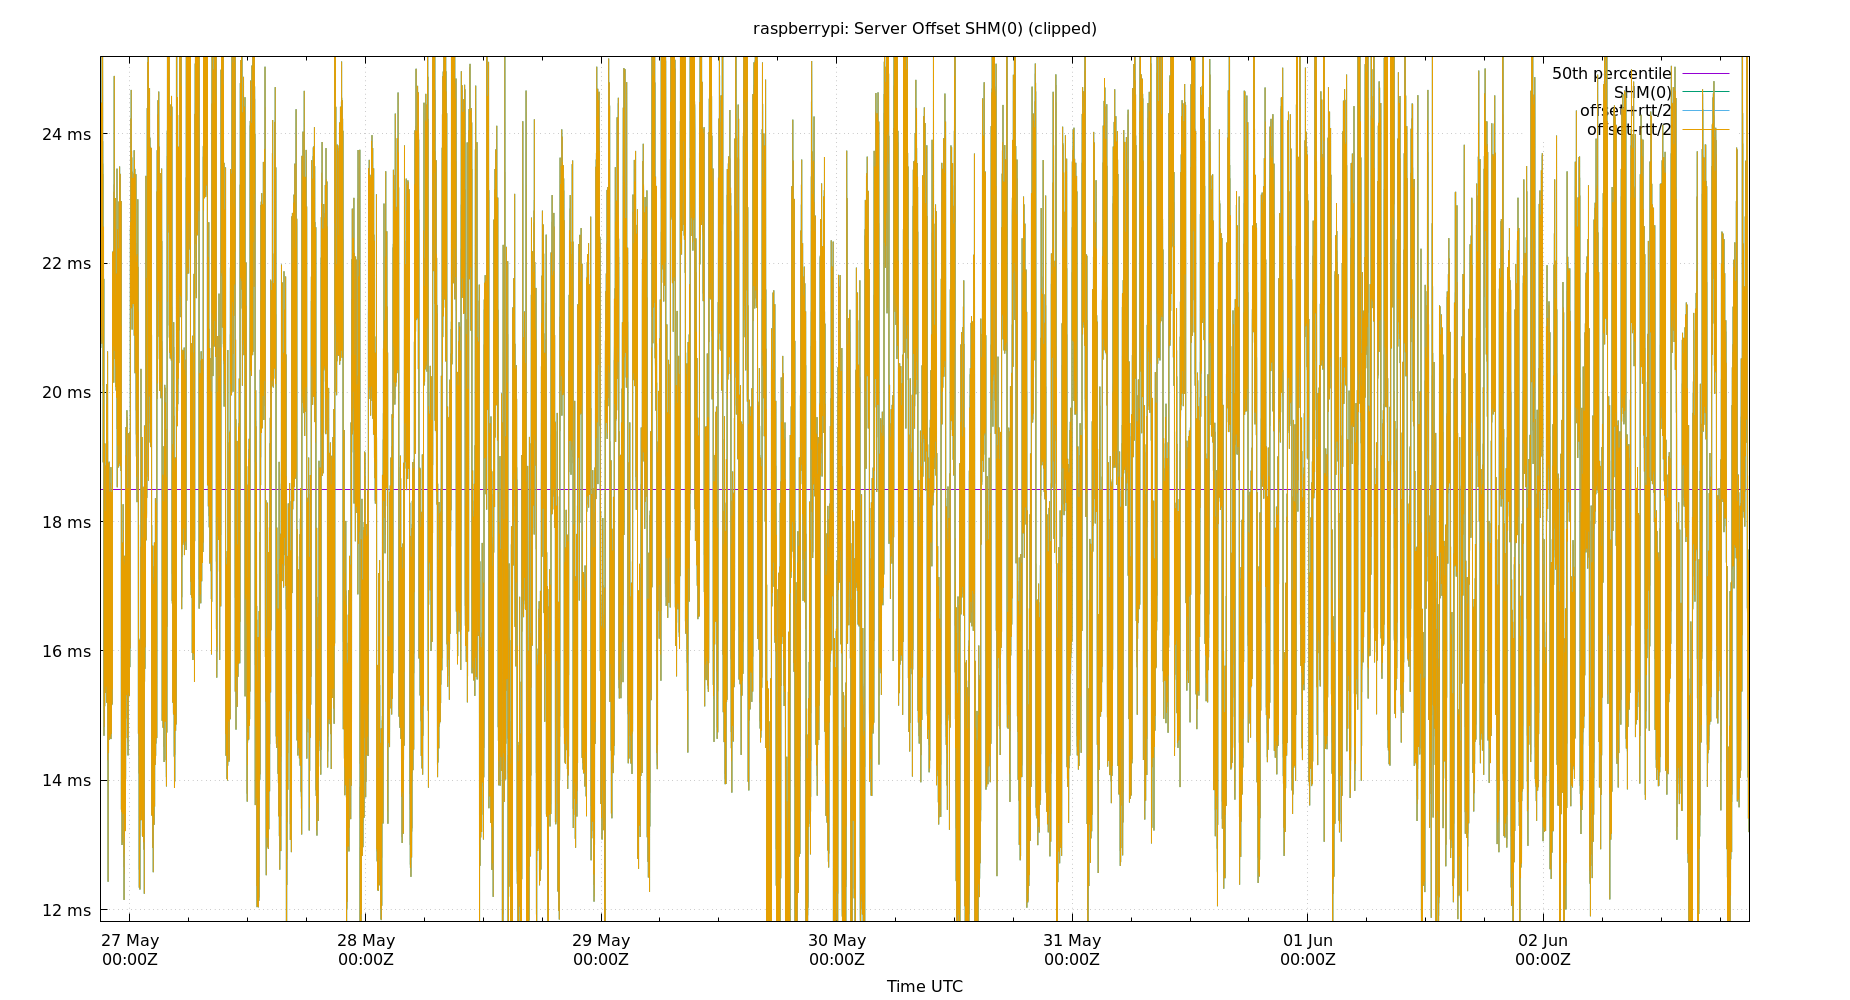 raspberrypi: Server Offset SHM(0) (clipped)
50th percentile
SHM(0)
offset+rtt/2
offset-rtt/2
24 ms
22 ms
20 ms
18 ms
16 ms
14 ms
12 ms
27 May 28 May 29 May 30 May 31 May 01 Jun 02 Jun
00:00Z 00:00Z 00:00Z 00:00Z 00:00Z 00:00Z 00:00Z
Time UTC